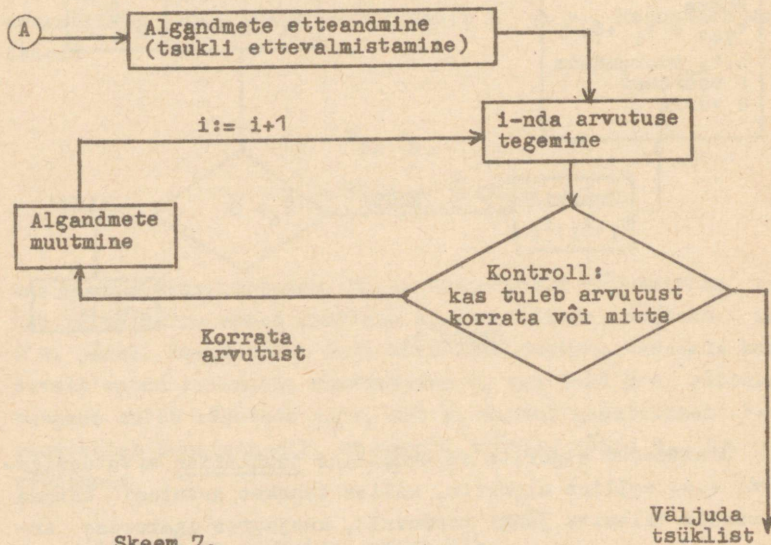 A
Algandmete etteandmine
(tsükli ettevalmistamine)
i:= i+1
i-nda arvutuse
tegemine
Algandmete
muutmine
Kontroll:
kas tuleb arvutust
korrata või mitte
Korrata
arvutust
Väljuda
tsüklist
Skeem 7.